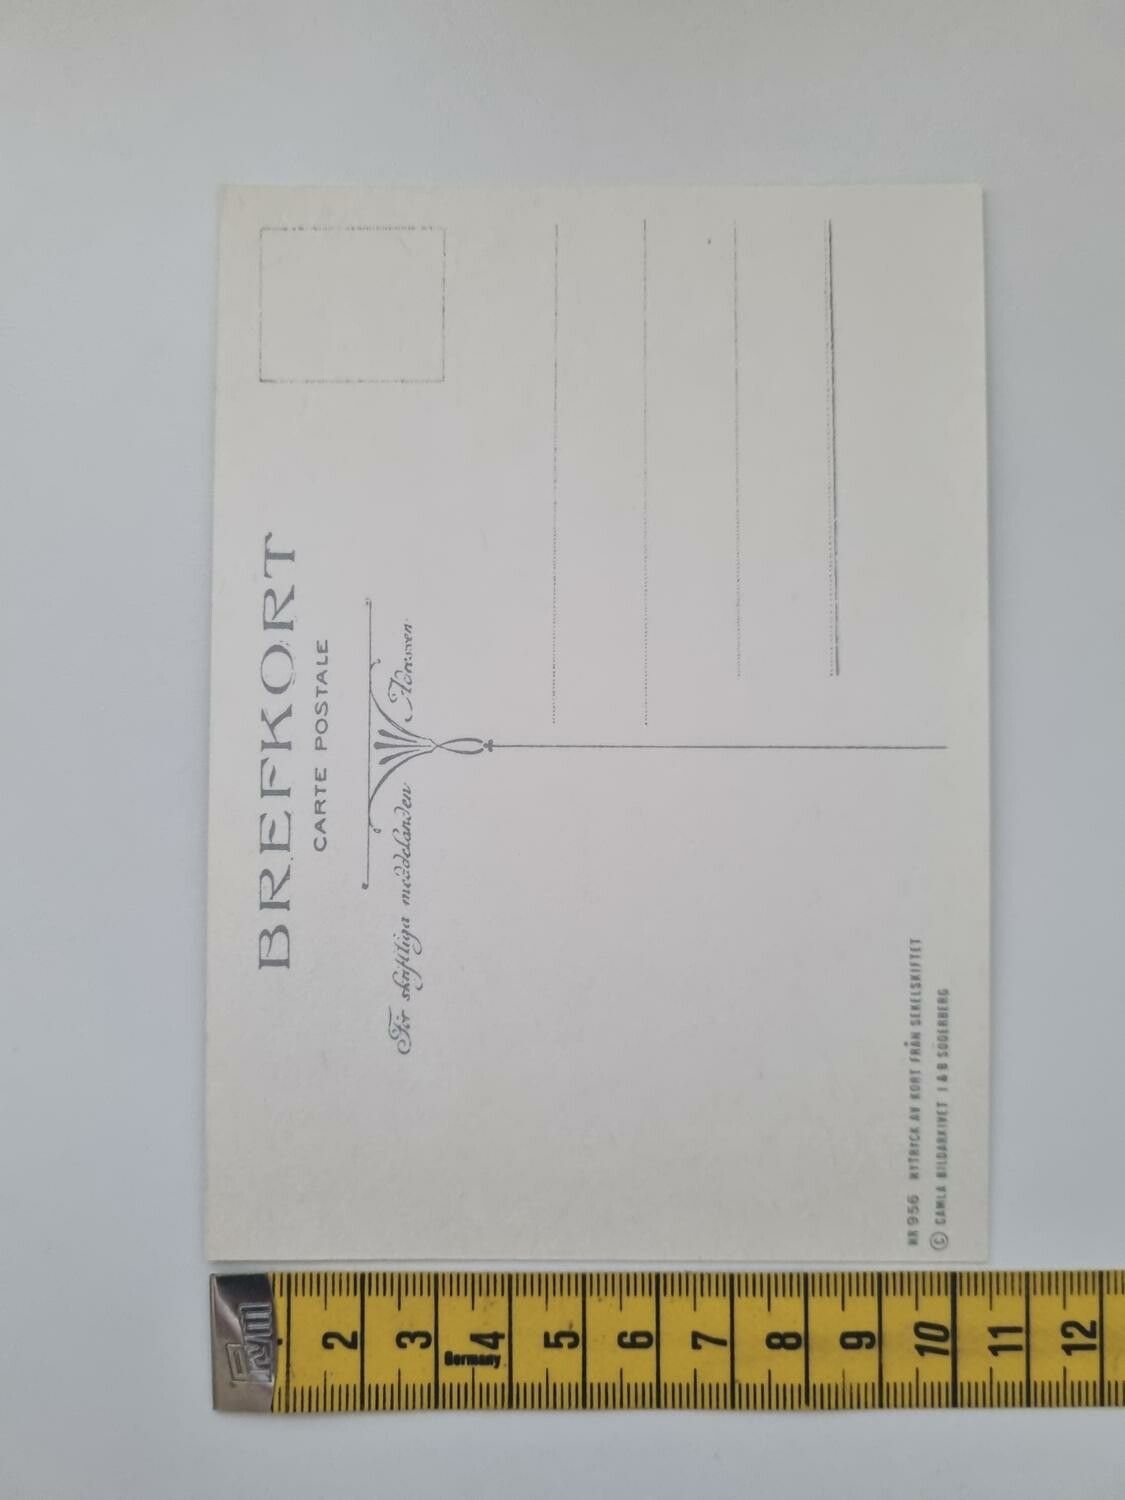 BREFKORT
CARTE POSTALE
För skriftliga meddelanden
Adressen
NR 956 NYTRYCK AV KORT FRÅN SEKELSKIFTET
© GAMLA BILDARKIVET I & B SÖDERBERG
2 3 4 5 6 7 8 9 10 11 12
Germany